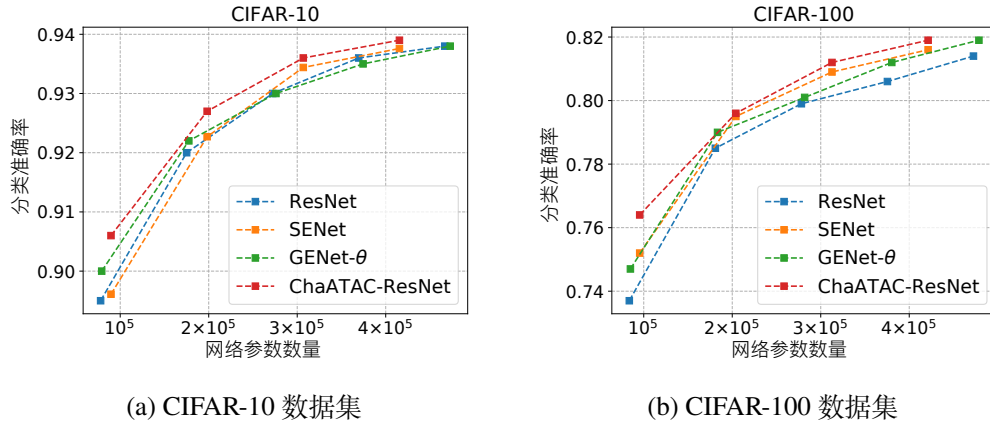 CIFAR-10
0.94
0.93
0.92
0.91
0.90
分类准确率
ResNet
SENet
GENet-θ
ChaATAC-ResNet
10⁵
2×10⁵
3×10⁵
4×10⁵
网络参数数量
(a) CIFAR-10 数据集
CIFAR-100
0.82
0.80
0.78
0.76
0.74
分类准确率
ResNet
SENet
GENet-θ
ChaATAC-ResNet
10⁵
2×10⁵
3×10⁵
4×10⁵
网络参数数量
(b) CIFAR-100 数据集